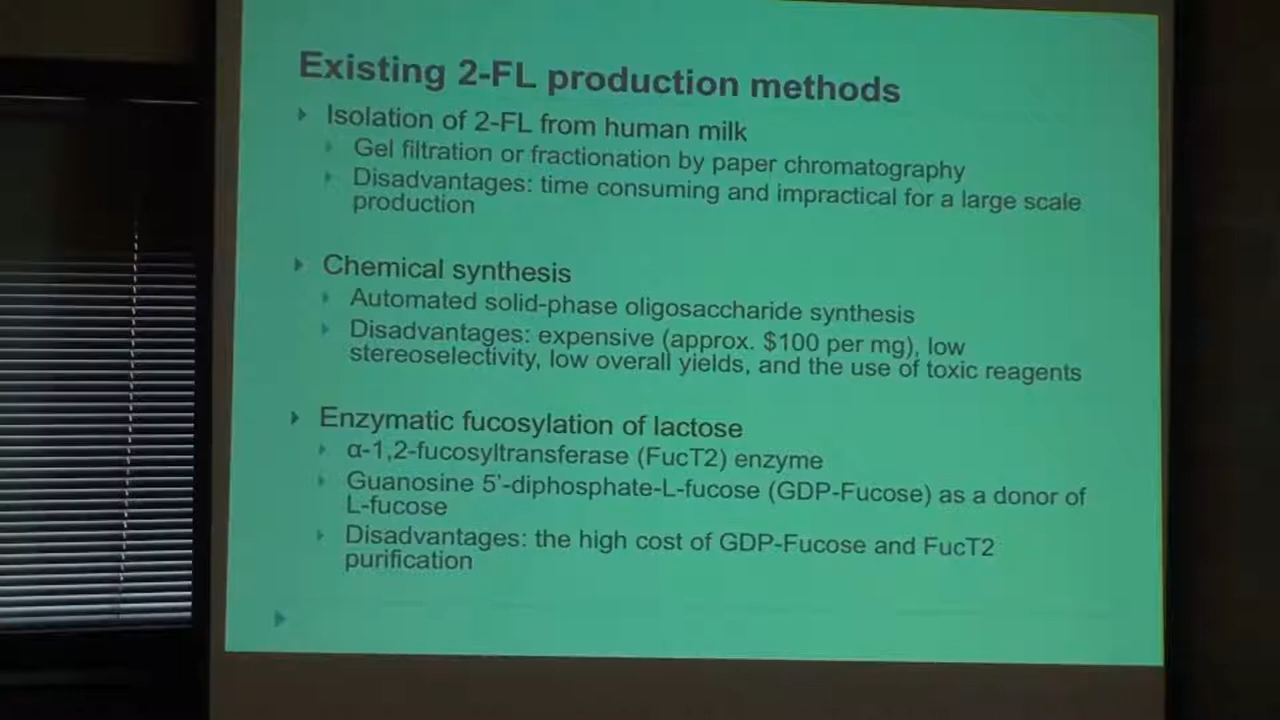 Existing 2-FL production methods
Isolation of 2-FL from human milk
Gel filtration or fractionation by paper chromatography
Disadvantages: time consuming and impractical for a large scale
production
Chemical synthesis
Automated solid-phase oligosaccharide synthesis
Disadvantages: expensive (approx. $100 per mg), low
stereoselectivity, low overall yields, and the use of toxic reagents
Enzymatic fucosylation of lactose
α-1,2-fucosyltransferase (FucT2) enzyme
Guanosine 5'-diphosphate-L-fucose (GDP-Fucose) as a donor of
L-fucose
Disadvantages: the high cost of GDP-Fucose and FucT2
purification